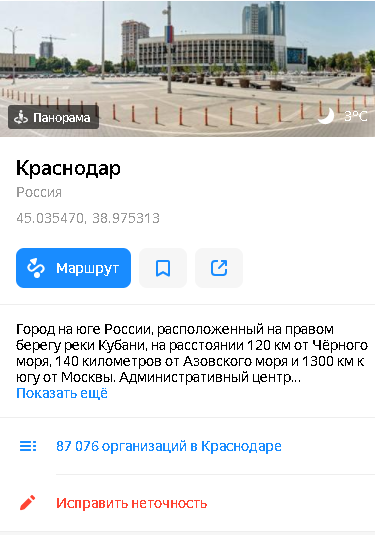 Панорама
3°C
Краснодар
Россия
45.035470, 38.975313
Маршрут
Город на юге России, расположенный на правом
берегу реки Кубани, на расстоянии 120 км от Чёрного
моря, 140 километров от Азовского моря и 1300 км к
югу от Москвы. Административный центр...
Показать ещё
87 076 организаций в Краснодаре
Исправить неточность